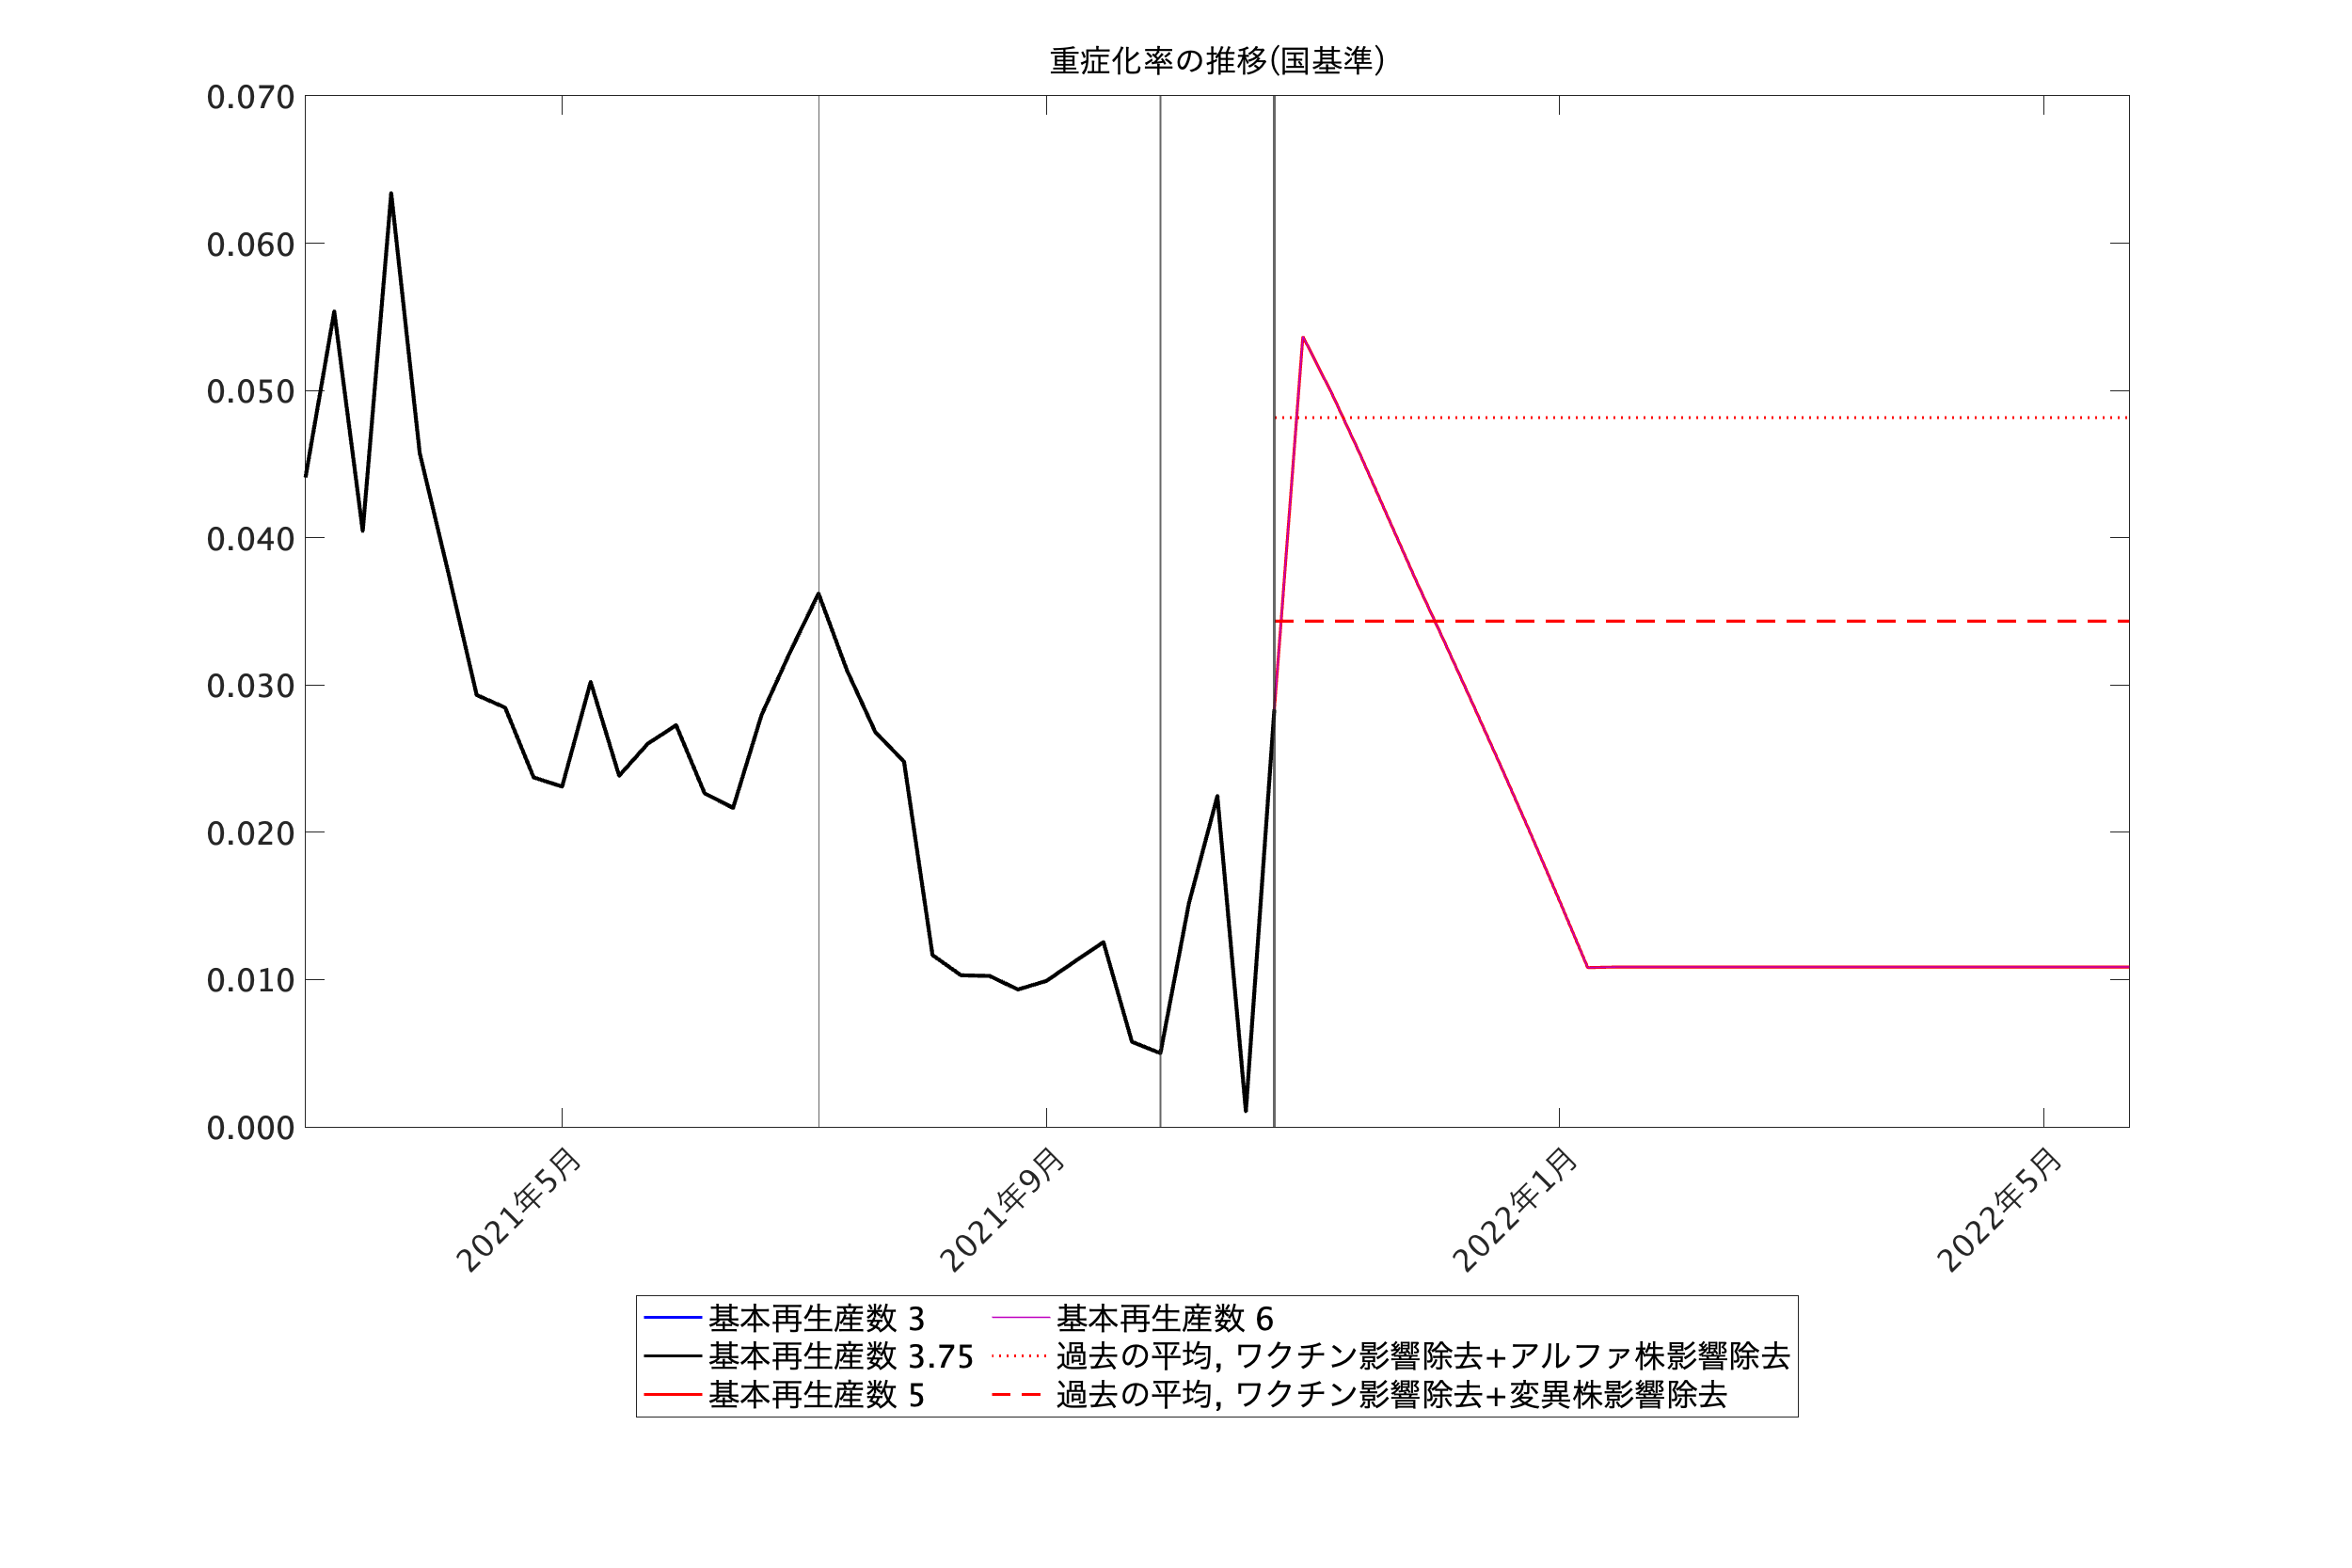 重症化率の推移(国基準)
0.070
0.060
0.050
0.040
0.030
0.020
0.010
0.000
2021年5月
2021年9月
2022年1月
2022年5月
基本再生産数 3
基本再生産数 3.75
基本再生産数 5
基本再生産数 6
過去の平均, ワクチン影響除去+アルファ株影響除去
過去の平均, ワクチン影響除去+変異株影響除去